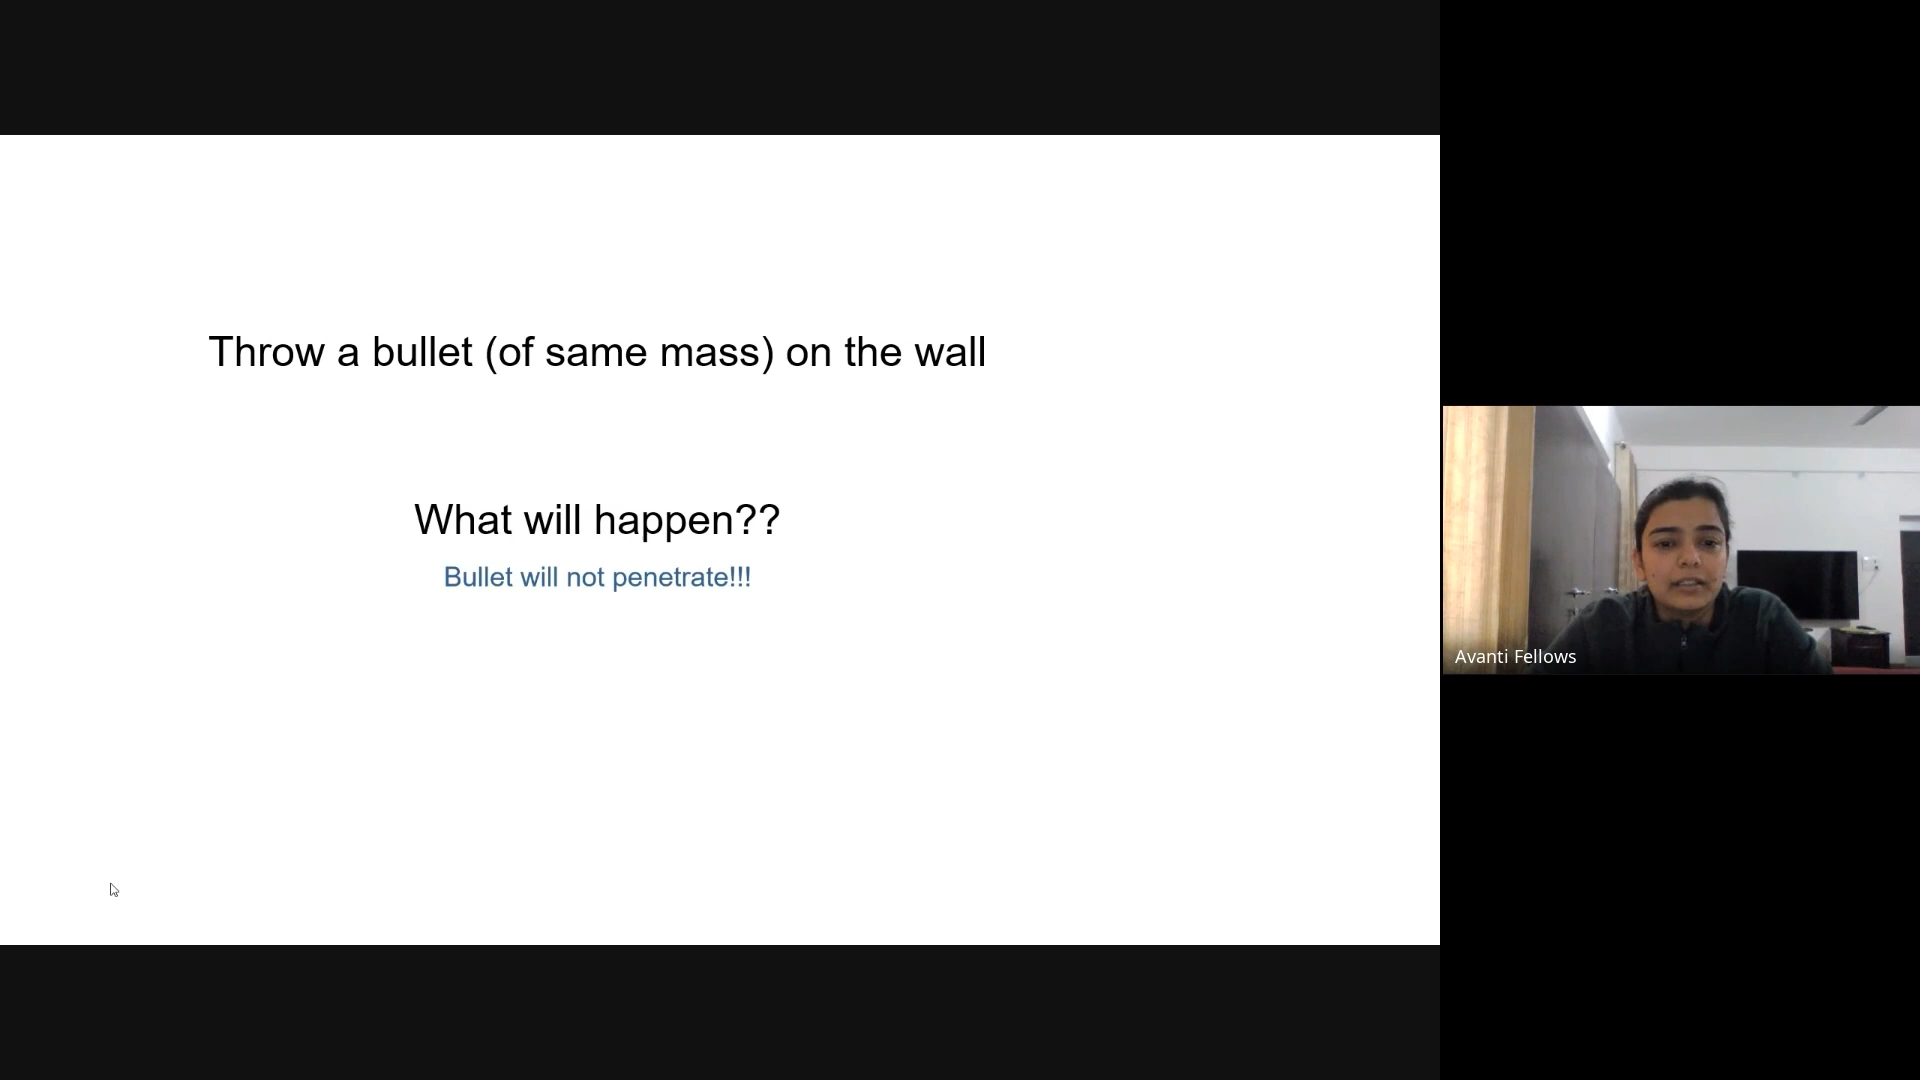 Throw a bullet (of same mass) on the wall
What will happen??
Bullet will not penetrate!!!
Avanti Fellows